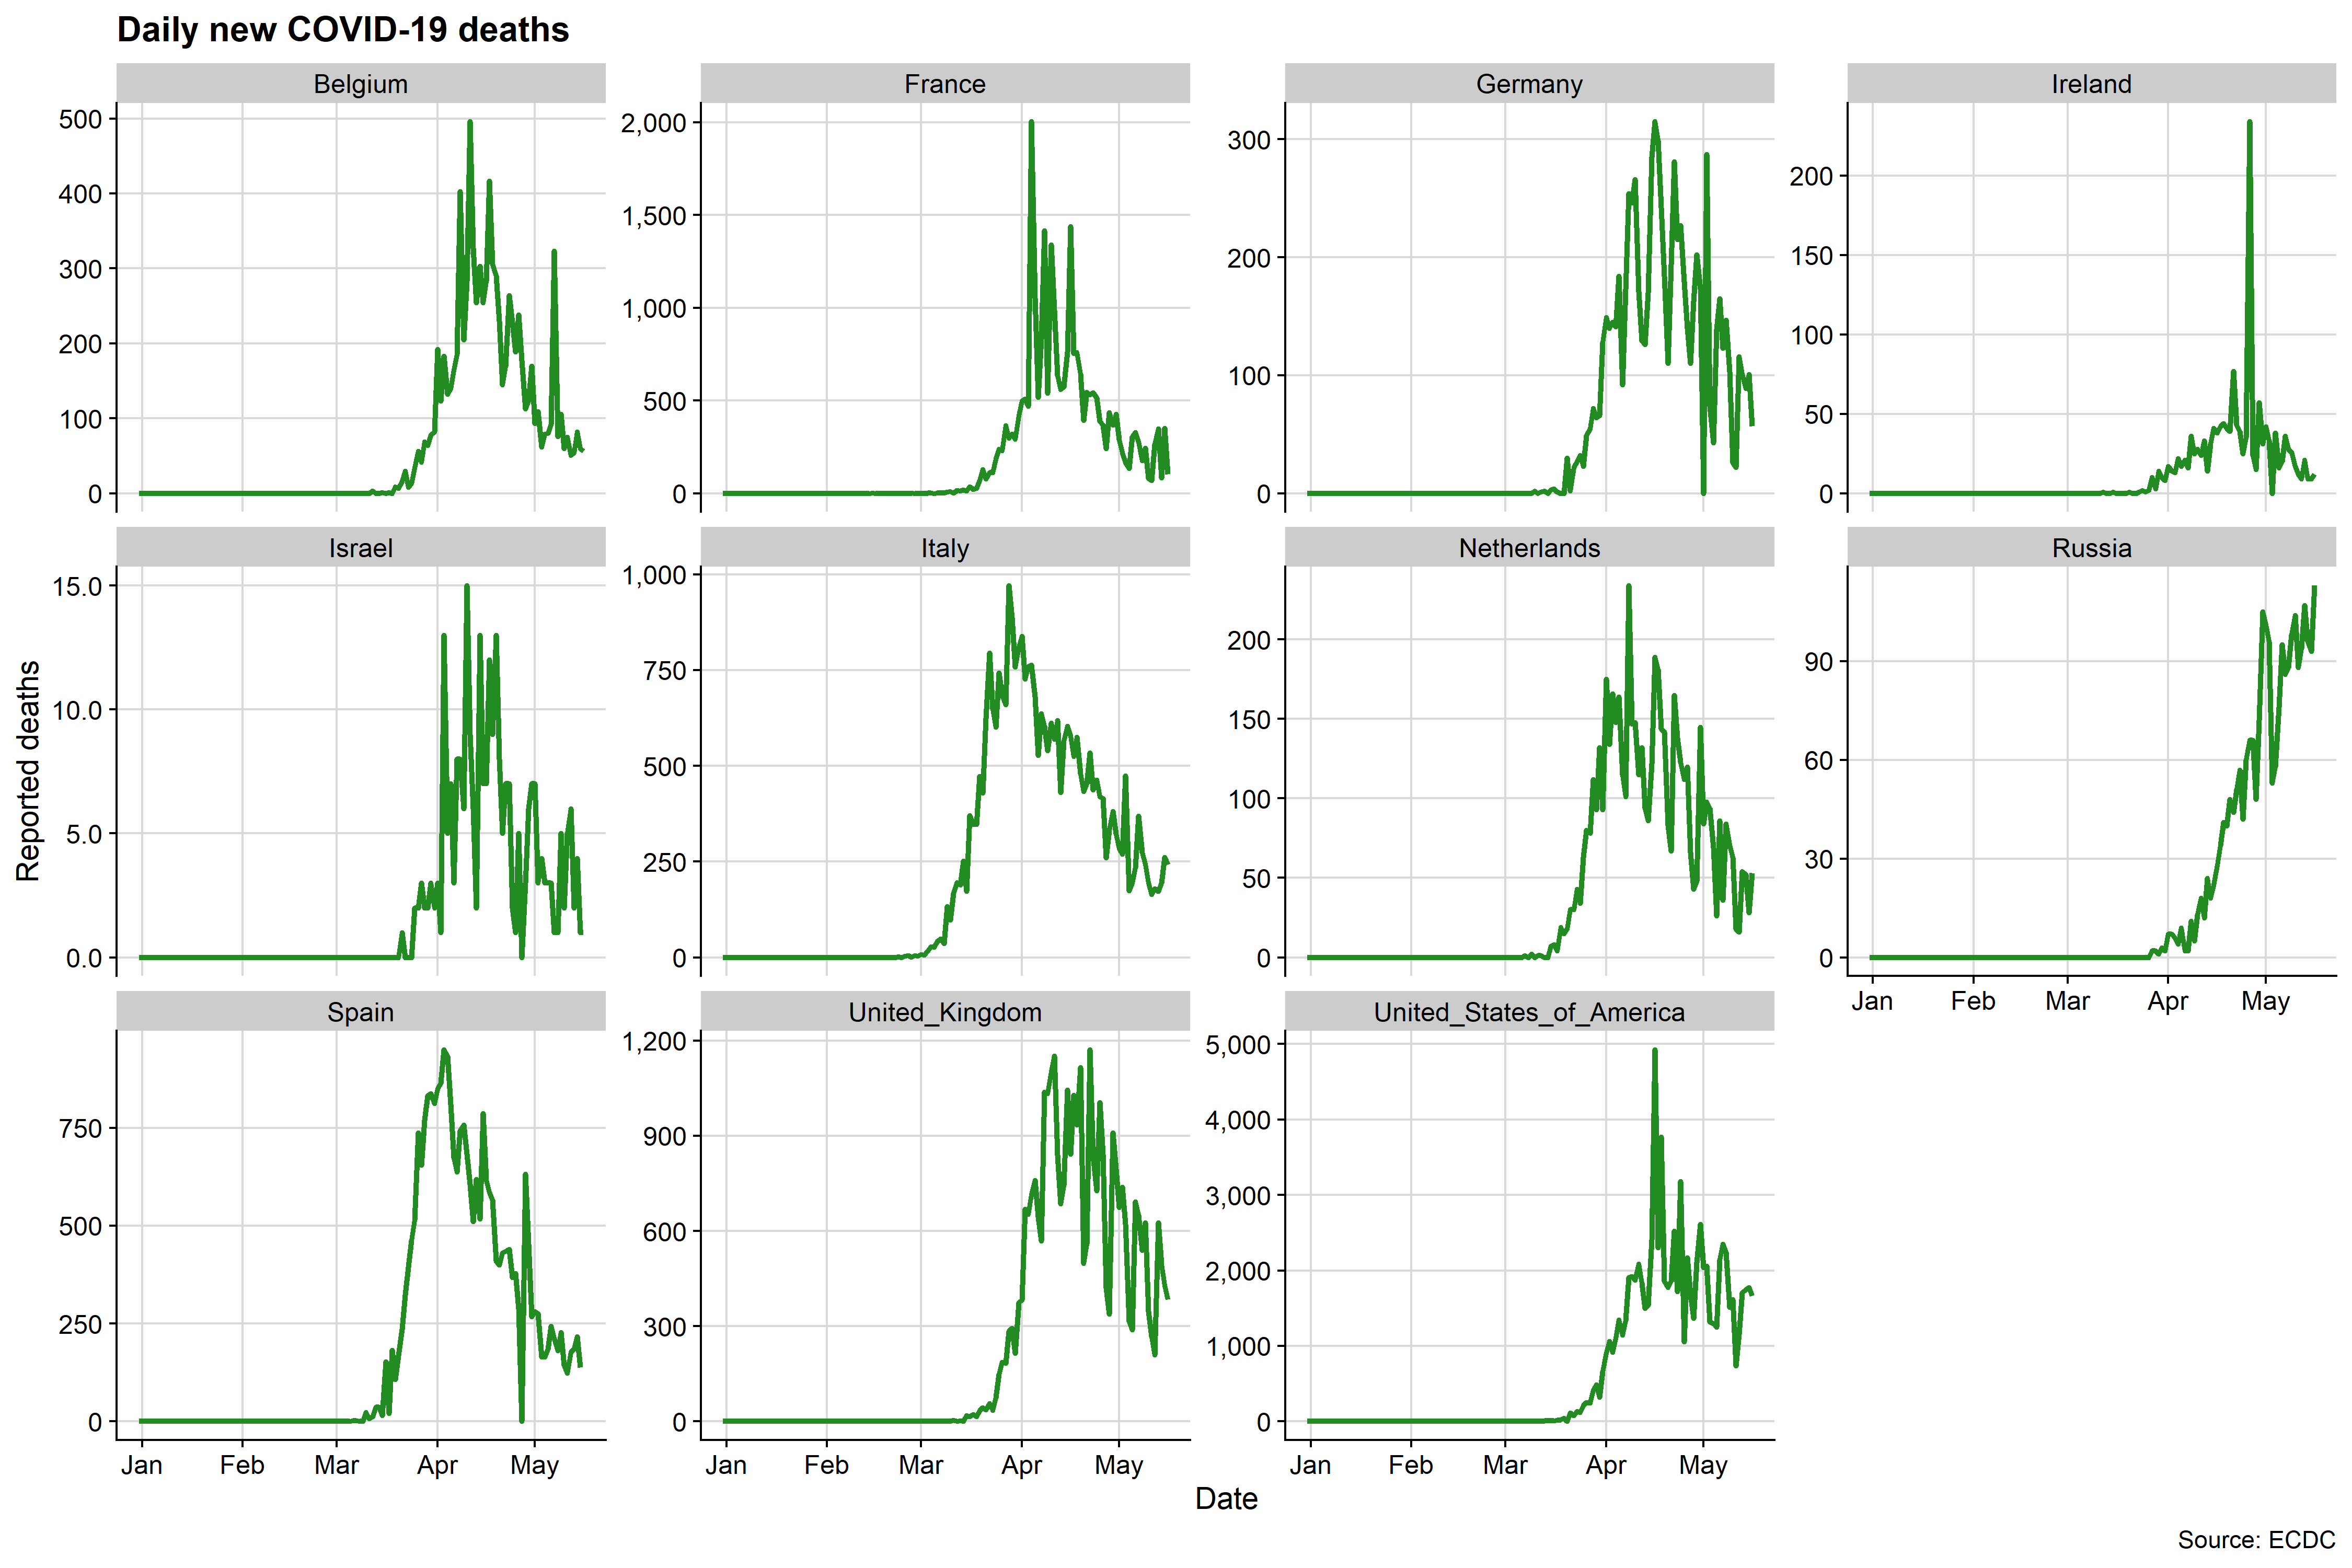 Daily new COVID-19 deaths
Belgium
France
Germany
Ireland
500
400
300
200
100
0
2,000
1,500
1,000
500
0
300
200
100
0
200
150
100
50
0
Israel
Italy
Netherlands
Russia
15.0
10.0
5.0
0.0
1,000
750
500
250
0
200
150
100
50
0
90
60
30
0
Jan Feb Mar Apr May
Reported deaths
Spain
United_Kingdom
United_States_of_America
750
500
250
0
1,200
900
600
300
0
5,000
4,000
3,000
2,000
1,000
0
Jan Feb Mar Apr May
Jan Feb Mar Apr May
Jan Feb Mar Apr May
Date
Source: ECDC